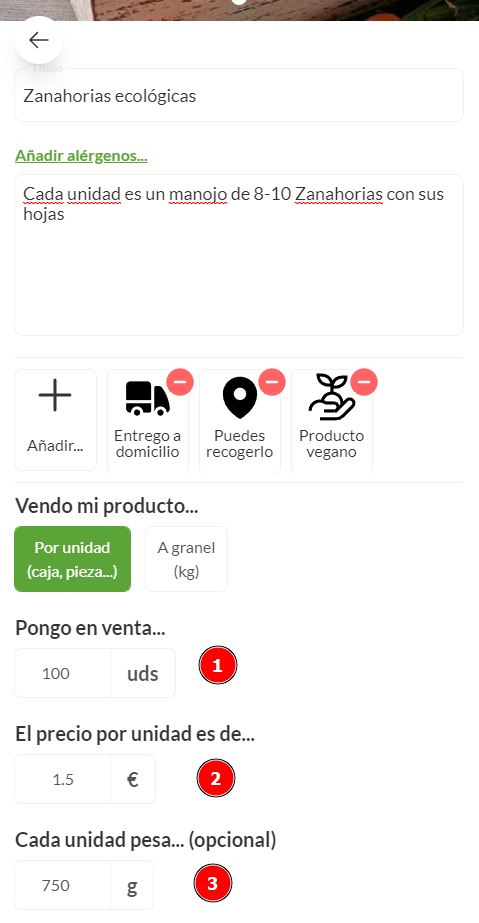 Título
Zanahorias ecológicas
Añadir alérgenos...
Cada unidad es un manojo de 8-10 Zanahorias con sus
hojas
Añadir...
Entrego a
domicilio
Puedes
recogerlo
Producto
vegano
Vendo mi producto...
Por unidad
(caja, pieza...)
A granel
(kg)
Pongo en venta...
100 uds 1
El precio por unidad es de...
1.5 € 2
Cada unidad pesa... (opcional)
750 g 3